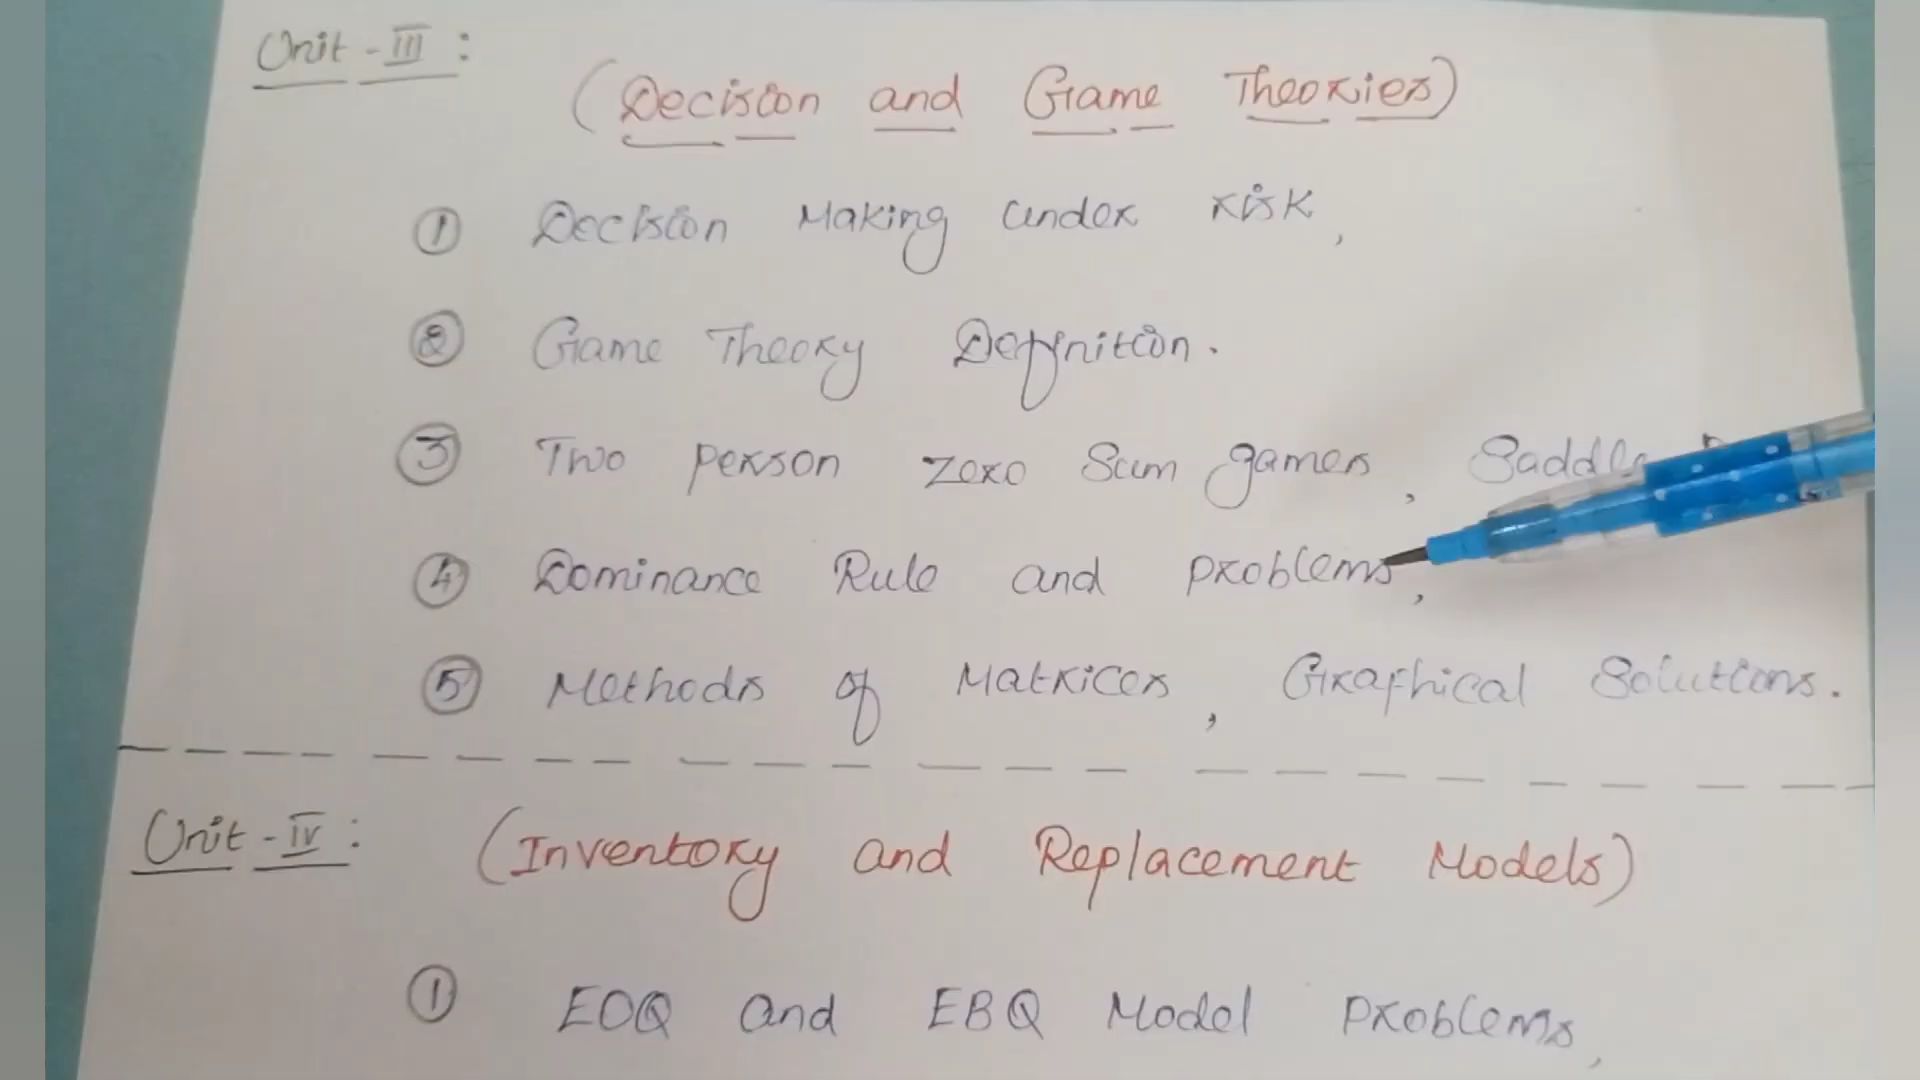 Unit - III :
(Decision and Game Theories)
① Decision Making under risk,
② Game Theory Definition.
③ Two person zero Sum games, Saddle
④ Dominance Rule and problems,
⑤ Methods of Matrices, Graphical Solutions.
Unit - IV :
(Inventory and Replacement Models)
① EOQ and EBQ Model problems,